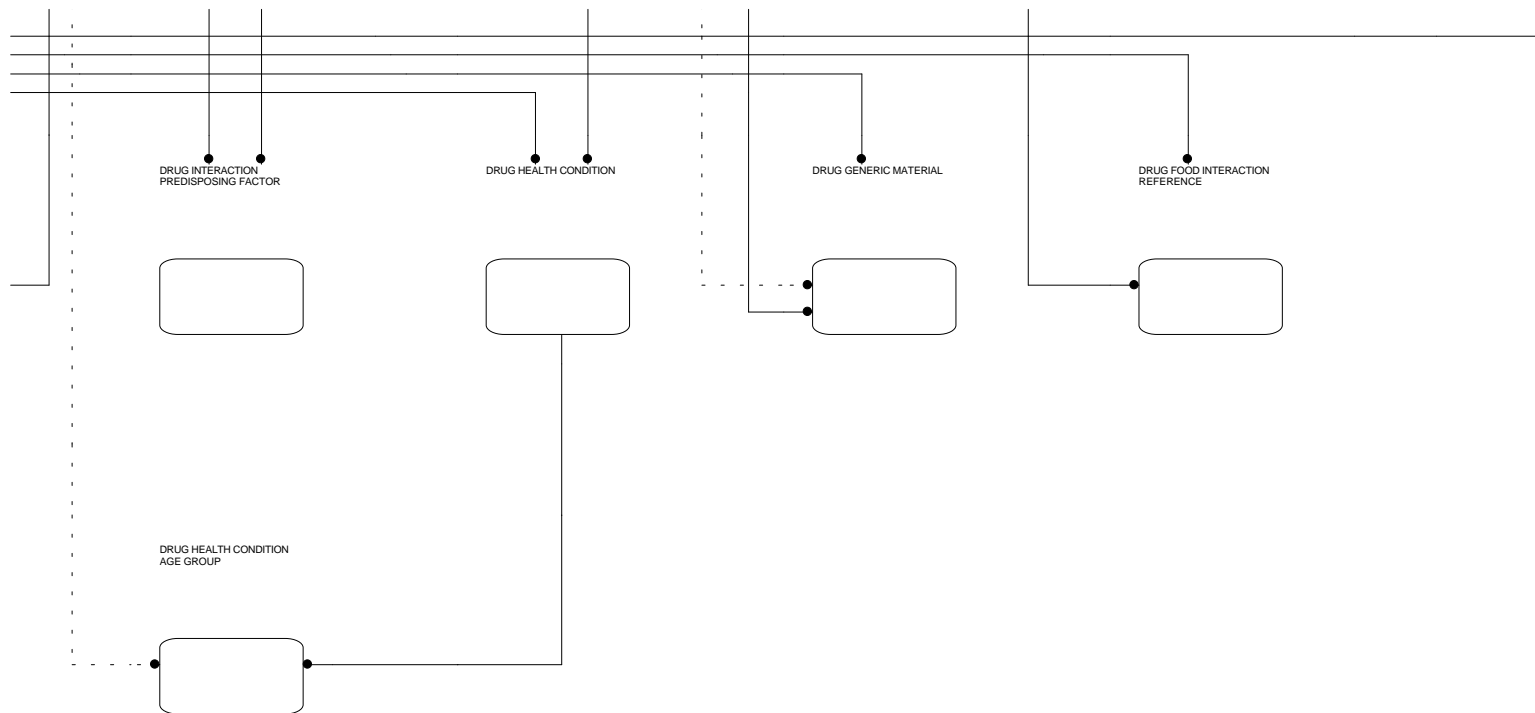 DRUG INTERACTION
PREDISPOSING FACTOR
DRUG HEALTH CONDITION
DRUG GENERIC MATERIAL
DRUG FOOD INTERACTION
REFERENCE
DRUG HEALTH CONDITION
AGE GROUP